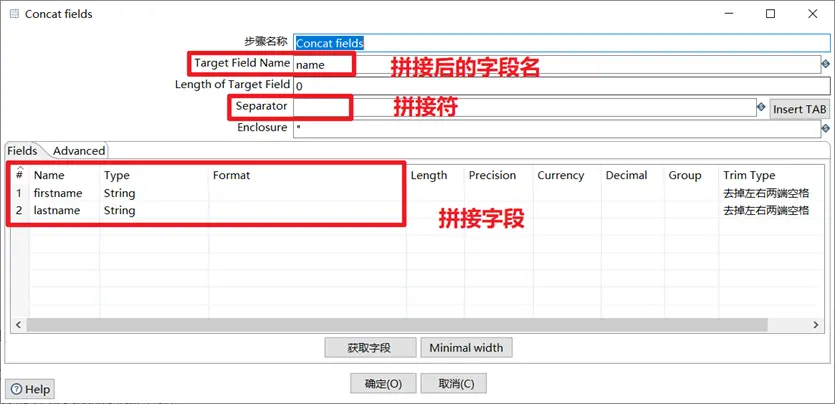 Concat fields
步骤名称 Concat fields
Target Field Name name 拼接后的字段名
Length of Target Field 0
Separator 拼接符 Insert TAB
Enclosure "
Fields Advanced
# Name Type Format Length Precision Currency Decimal Group Trim Type
1 firstname String 去掉左右两端空格
2 lastname String 去掉左右两端空格
拼接字段
获取字段 Minimal width
Help 确定(O) 取消(C)